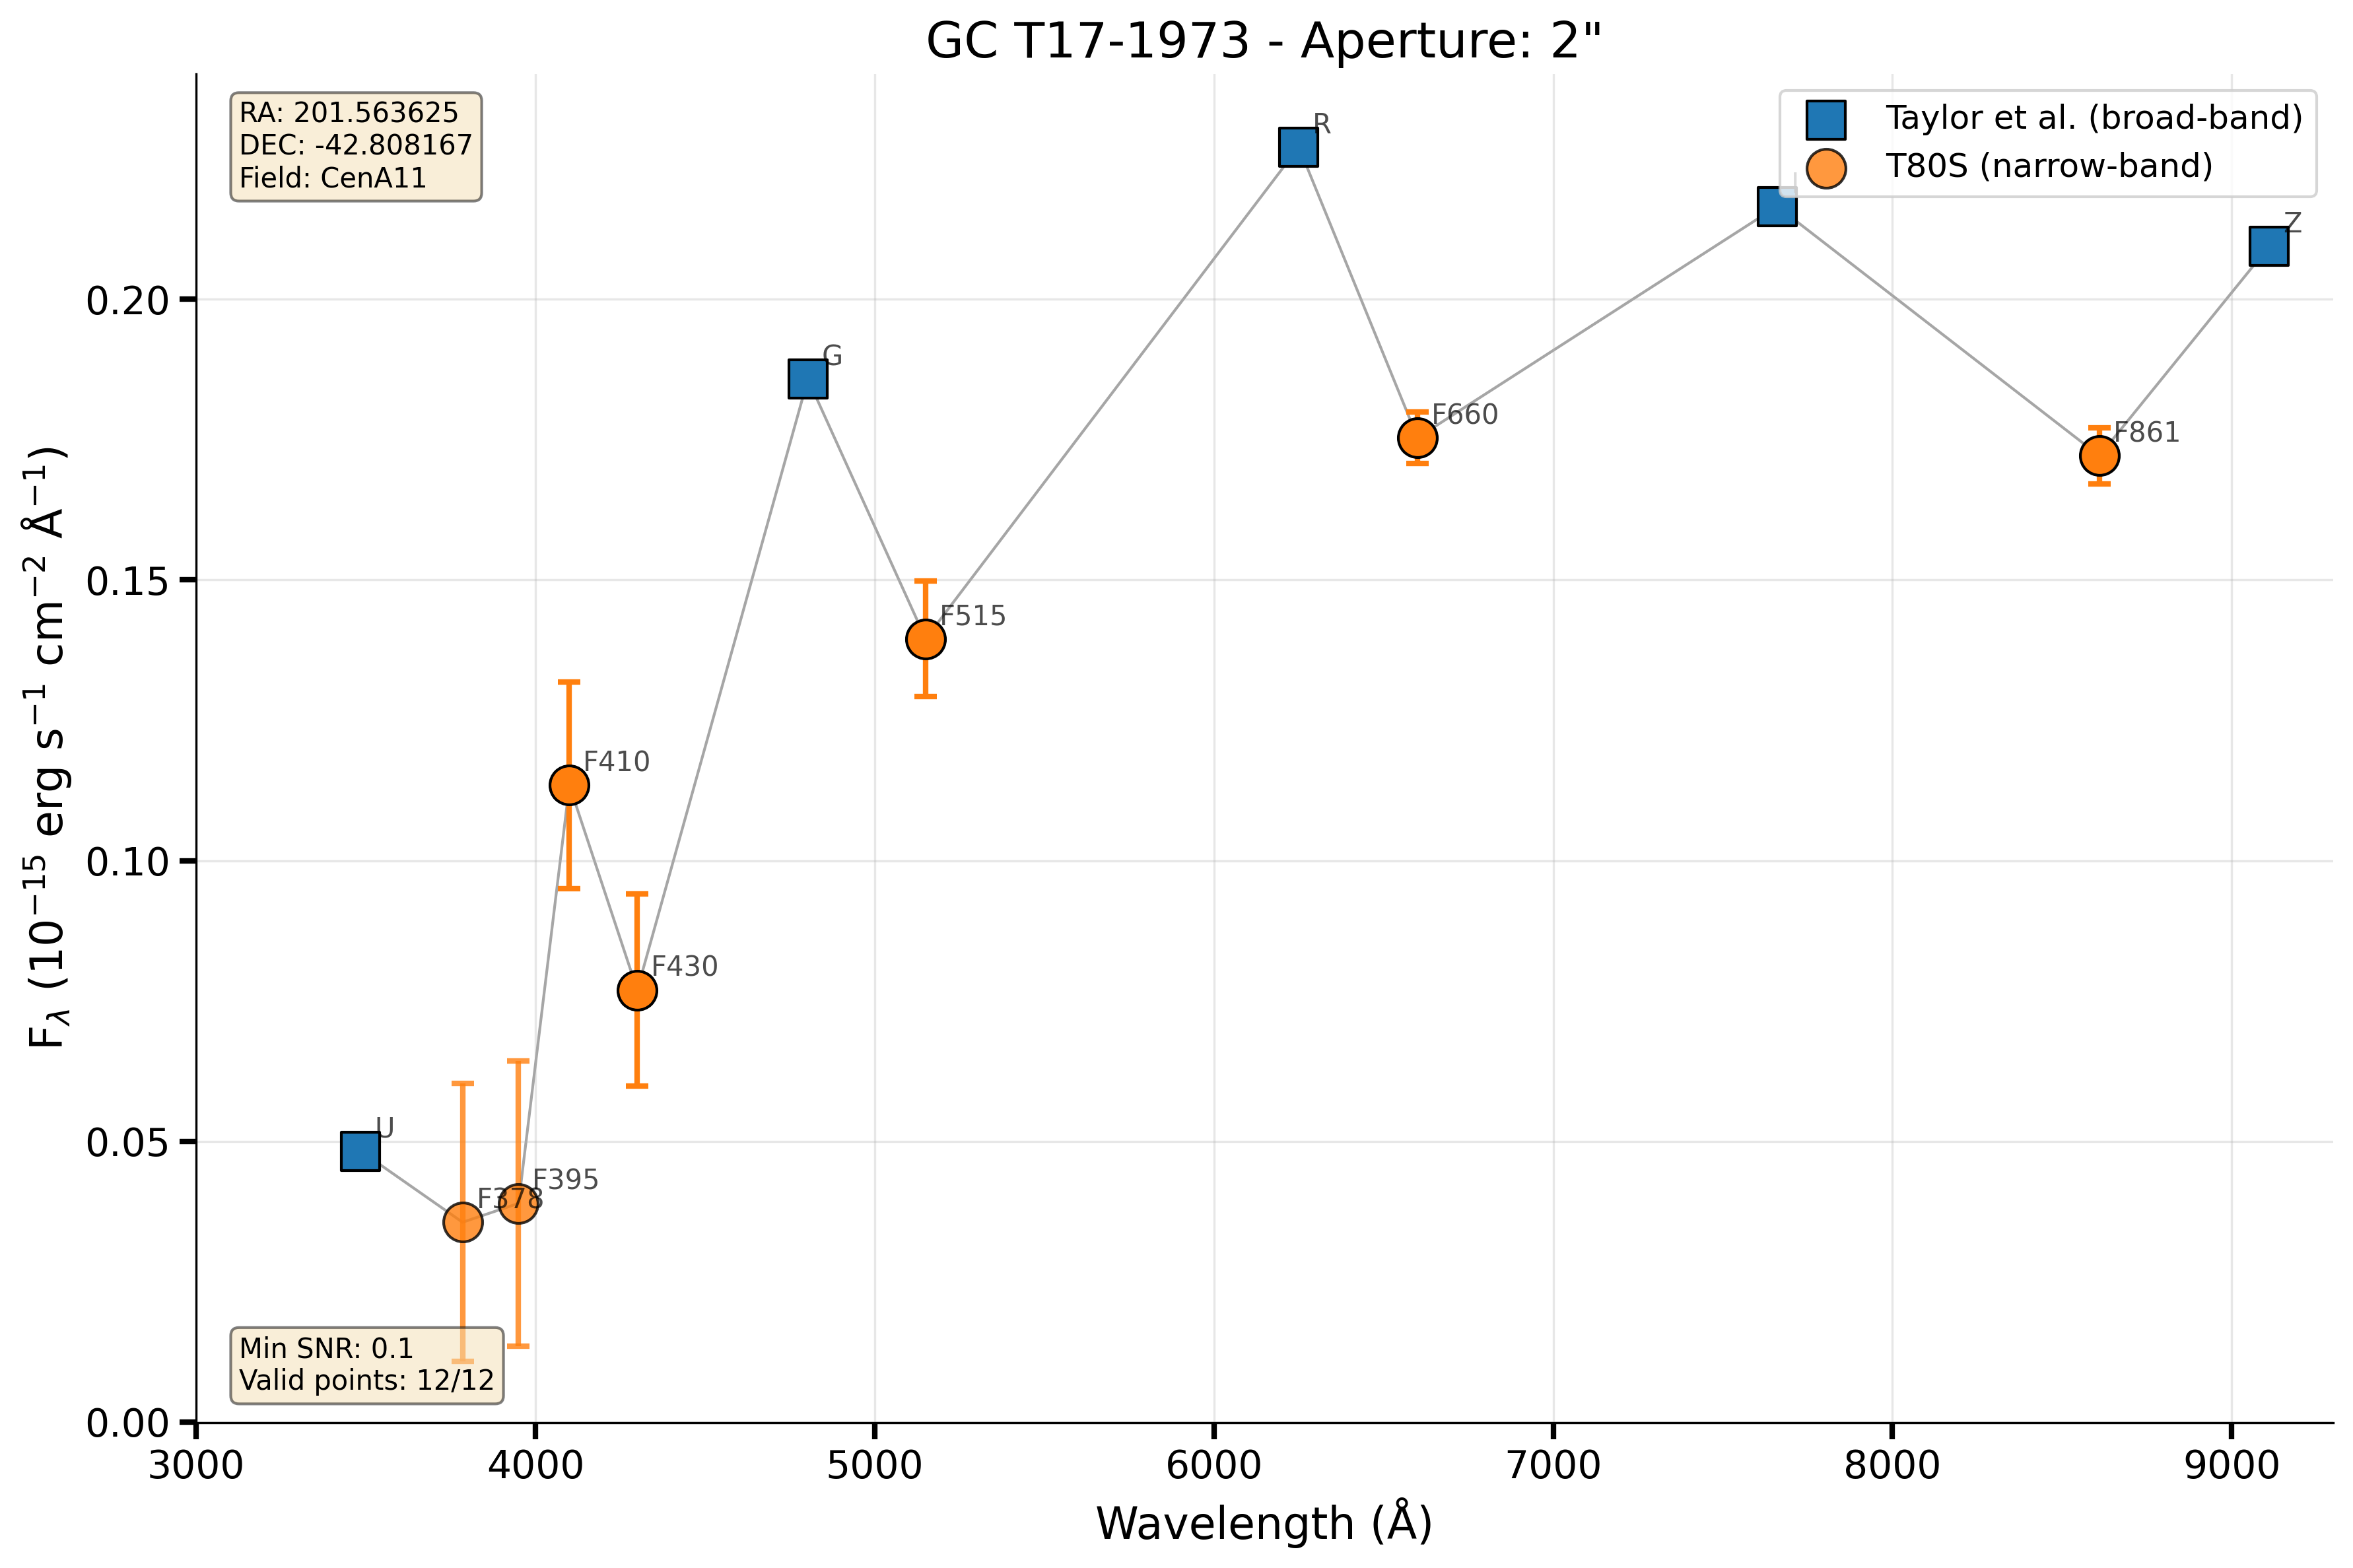 GC T17-1973 - Aperture: 2"
RA: 201.563625
DEC: -42.808167
Field: CenA11
Taylor et al. (broad-band)
T80S (narrow-band)
R
Z
G
F660
F861
F515
F410
F430
U
F395
F378
Min SNR: 0.1
Valid points: 12/12
0.20
0.15
0.10
0.05
0.00
F$_{λ}$ (10$^{−15}$ erg s$^{−1}$ cm$^{−2}$ Å$^{−1}$)
3000 4000 5000 6000 7000 8000 9000
Wavelength (Å)